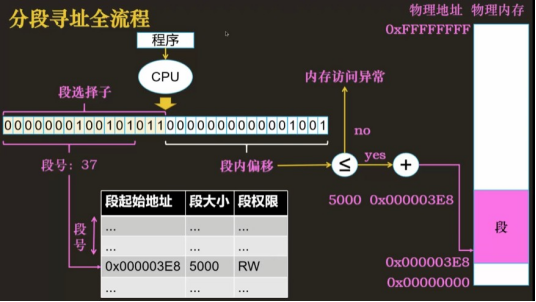 分段寻址全流程
物理地址 物理内存
0xFFFFFFFF
程序
CPU
内存访问异常
段选择子
0000000100101011000000000000001001
no
段号：37
段内偏移
≤
yes
+
段起始地址 段大小 段权限
5000 0x000003E8
... ... ...
段号
段
... ... ...
0x000003E8 5000 RW
0x000003E8
... ... ...
0x00000000